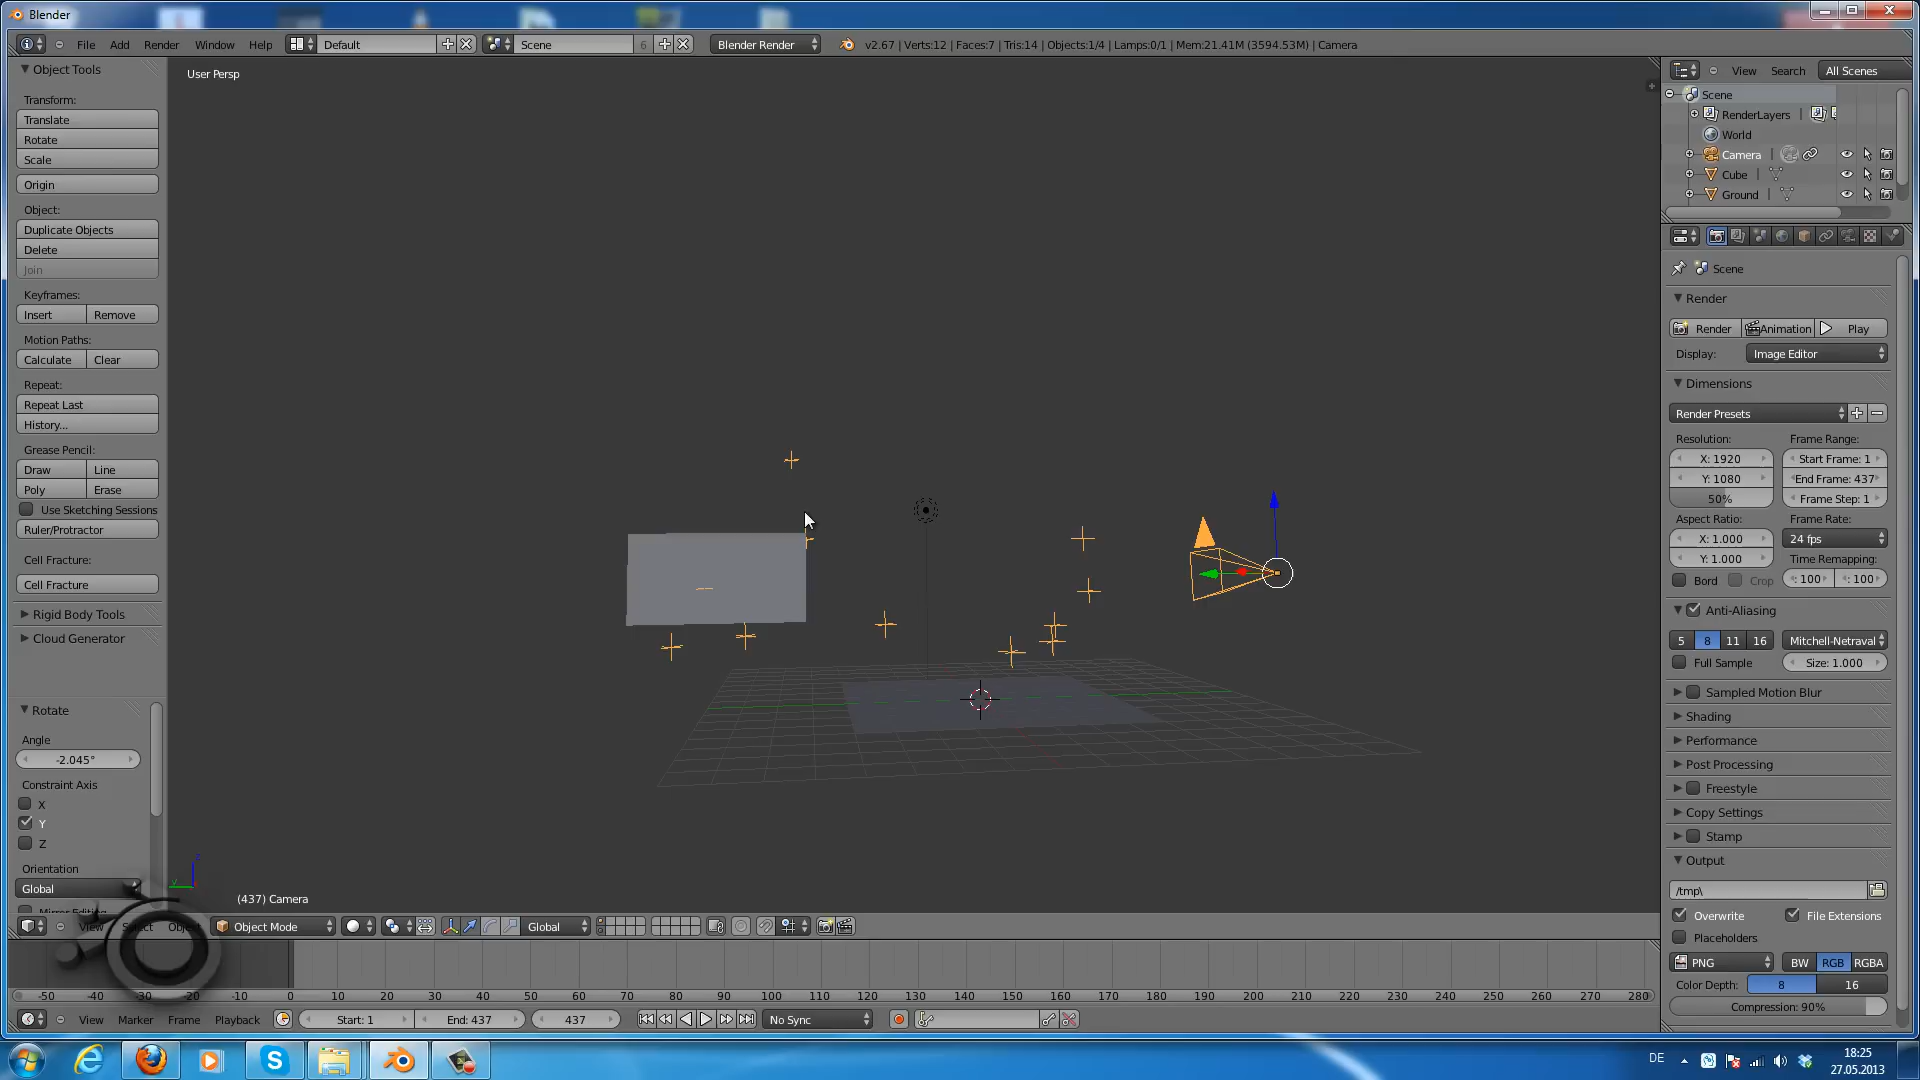 Blender
File Add Render Window Help Default Scene 6 Blender Render v2.67 | Verts:12 | Faces:7 | Tris:14 | Objects:1/4 | Lamps:0/1 | Mem:21.41M (3594.53M) | Camera
Object Tools
Transform:
Translate
Rotate
Scale
Origin
Object:
Duplicate Objects
Delete
Join
Keyframes:
Insert Remove
Motion Paths:
Calculate Clear
Repeat:
Repeat Last
History...
Grease Pencil:
Draw Line
Poly Erase
Use Sketching Sessions
Ruler/Protractor
Cell Fracture:
Cell Fracture
Rigid Body Tools
Cloud Generator
Rotate
Angle
-2.045°
Constraint Axis
X
Y
Z
Orientation
Global
User Persp
(437) Camera
View Select Object Object Mode Global
-50 -40 -30 -20 -10 0 10 20 30 40 50 60 70 80 90 100 110 120 130 140 150 160 170 180 190 200 210 220 230 240 250 260 270 280
View Marker Frame Playback Start: 1 End: 437 437 No Sync
View Search All Scenes
Scene
RenderLayers
World
Camera
Cube
Ground
Scene
Render
Render Animation Play
Display: Image Editor
Dimensions
Render Presets
Resolution: Frame Range:
X: 1920 Start Frame: 1
Y: 1080 End Frame: 437
50% Frame Step: 1
Aspect Ratio: Frame Rate:
X: 1.000 24 fps
Y: 1.000 Time Remapping:
Bord Crop : 100 : 100
Anti-Aliasing
5 8 11 16 Mitchell-Netraval
Full Sample Size: 1.000
Sampled Motion Blur
Shading
Performance
Post Processing
Freestyle
Copy Settings
Stamp
Output
/tmp\
Overwrite File Extensions
Placeholders
PNG BW RGB RGBA
Color Depth: 8 16
Compression: 90%
DE 18:25
27.05.2013